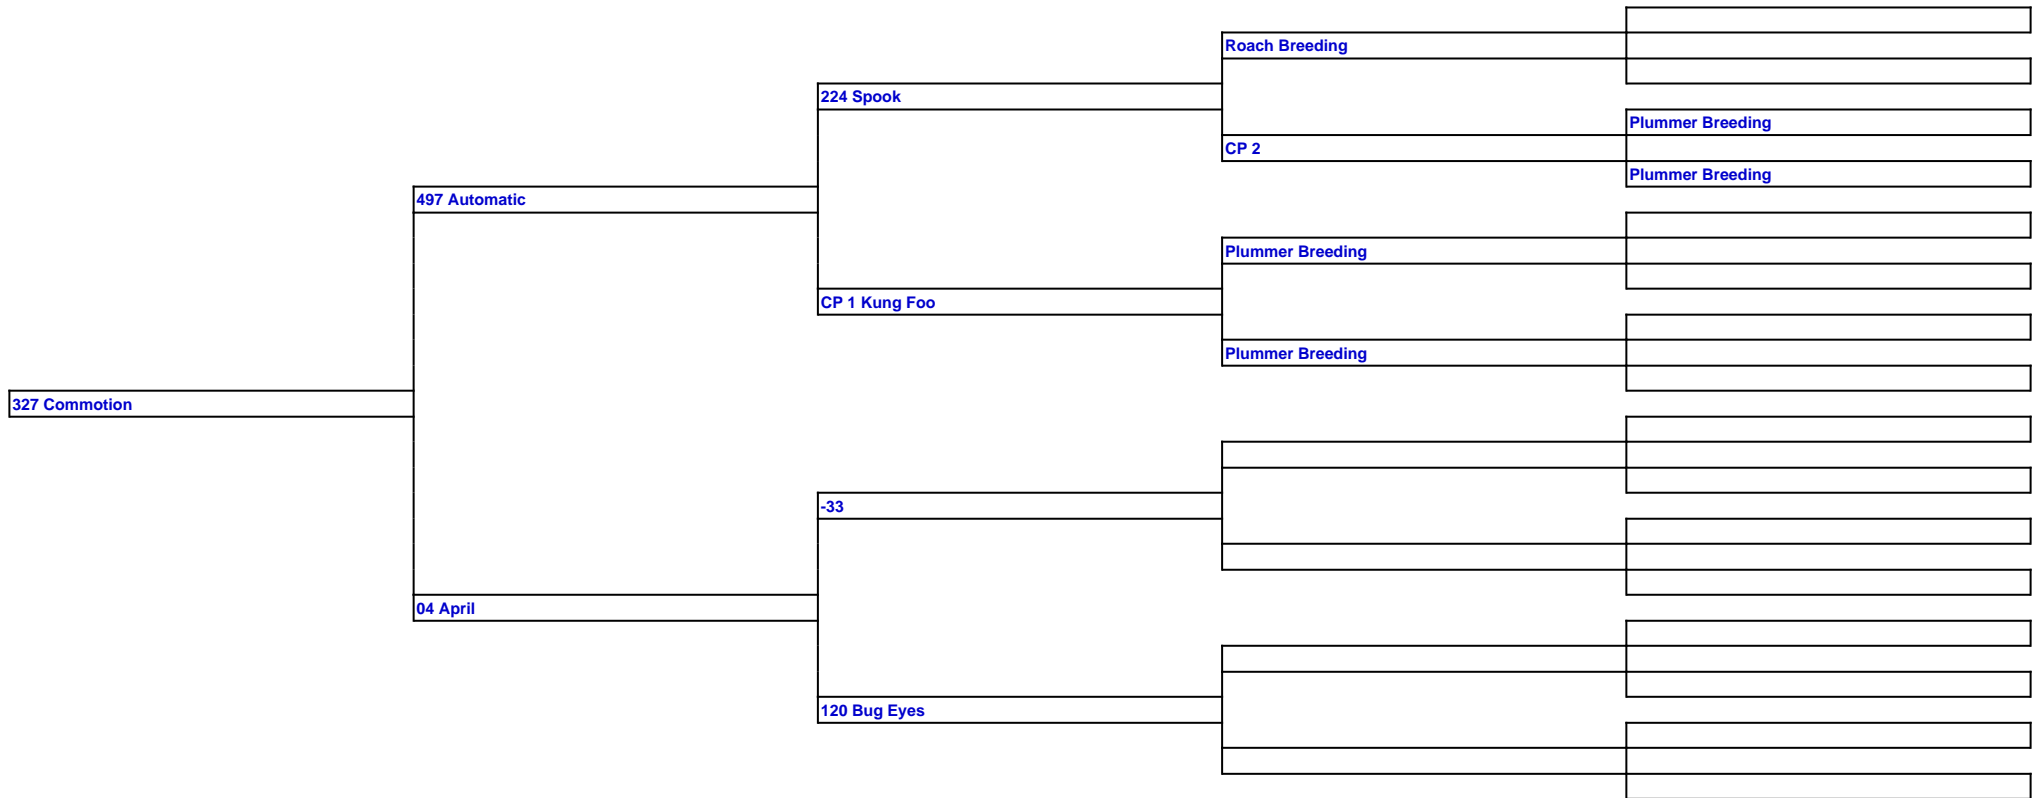 Roach Breeding
224 Spook
Plummer Breeding
CP 2
Plummer Breeding
497 Automatic
Plummer Breeding
CP 1 Kung Foo
Plummer Breeding
327 Commotion
-33
04 April
120 Bug Eyes